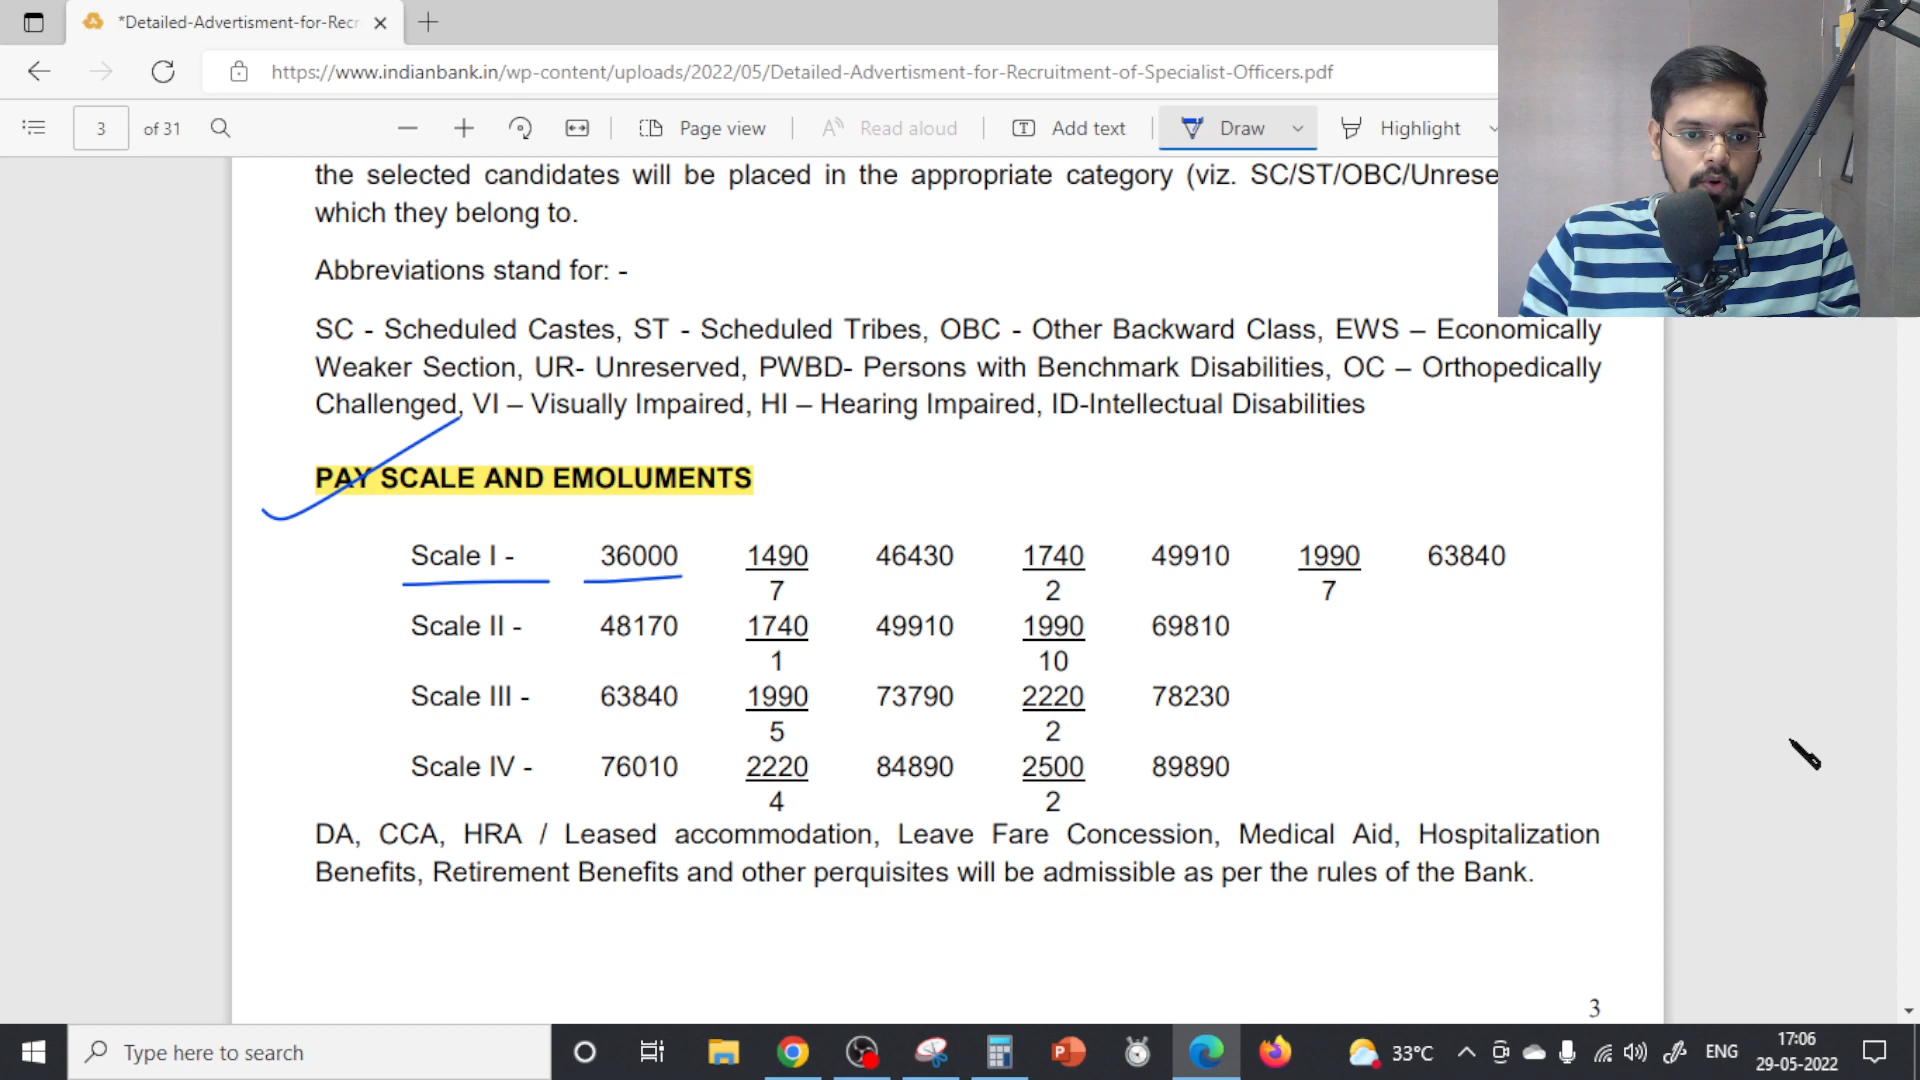 *Detailed-Advertisment-for-Recr
https://www.indianbank.in/wp-content/uploads/2022/05/Detailed-Advertisment-for-Recruitment-of-Specialist-Officers.pdf
3 of 31 Page view Read aloud Add text Draw Highlight
the selected candidates will be placed in the appropriate category (viz. SC/ST/OBC/Unrese
which they belong to.
Abbreviations stand for: -
SC - Scheduled Castes, ST - Scheduled Tribes, OBC - Other Backward Class, EWS – Economically
Weaker Section, UR- Unreserved, PWBD- Persons with Benchmark Disabilities, OC – Orthopedically
Challenged, VI – Visually Impaired, HI – Hearing Impaired, ID-Intellectual Disabilities
PAY SCALE AND EMOLUMENTS
Scale I - 36000 1490 46430 1740 49910 1990 63840
7 2 7
Scale II - 48170 1740 49910 1990 69810
1 10
Scale III - 63840 1990 73790 2220 78230
5 2
Scale IV - 76010 2220 84890 2500 89890
4 2
DA, CCA, HRA / Leased accommodation, Leave Fare Concession, Medical Aid, Hospitalization
Benefits, Retirement Benefits and other perquisites will be admissible as per the rules of the Bank.
3
Type here to search
33°C
ENG
17:06
29-05-2022